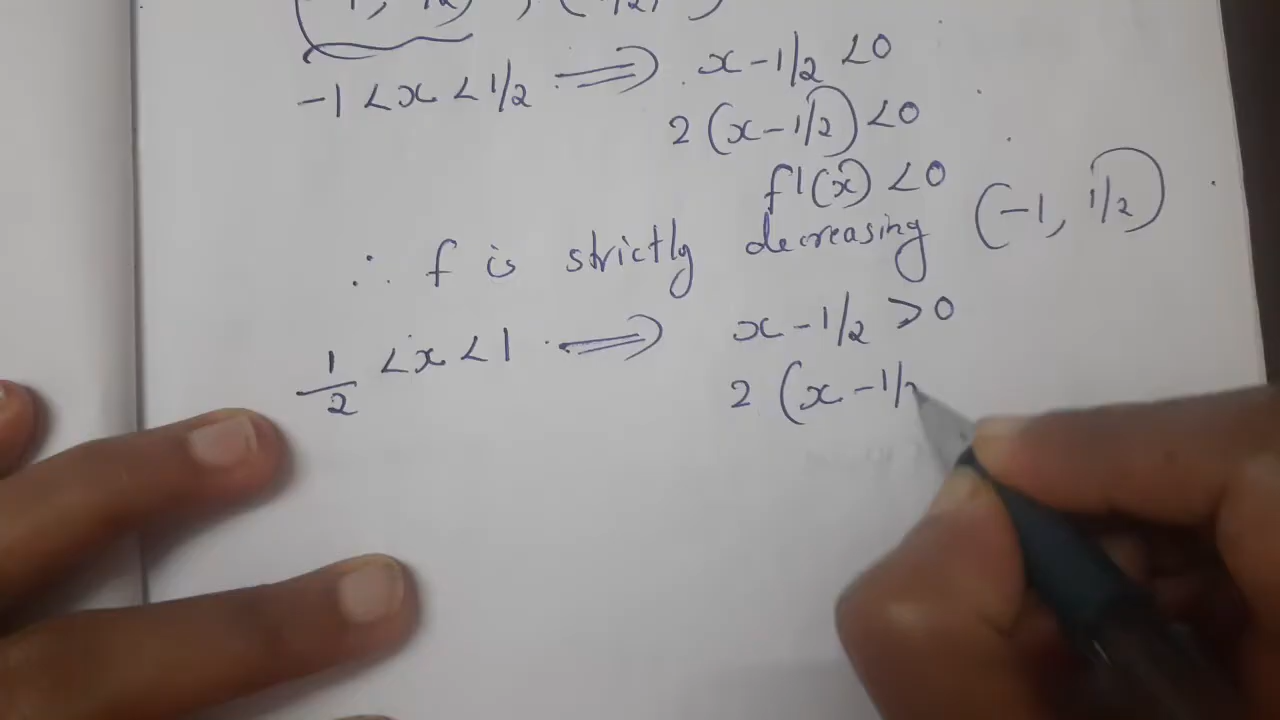 -1 < x < 1/2 ⟹ x - 1/2 < 0
2 (x - 1/2) < 0
f'(x) < 0
∴ f is strictly decreasing (-1, 1/2)
1/2 < x < 1 ⟹ x - 1/2 > 0
2 (x - 1/2